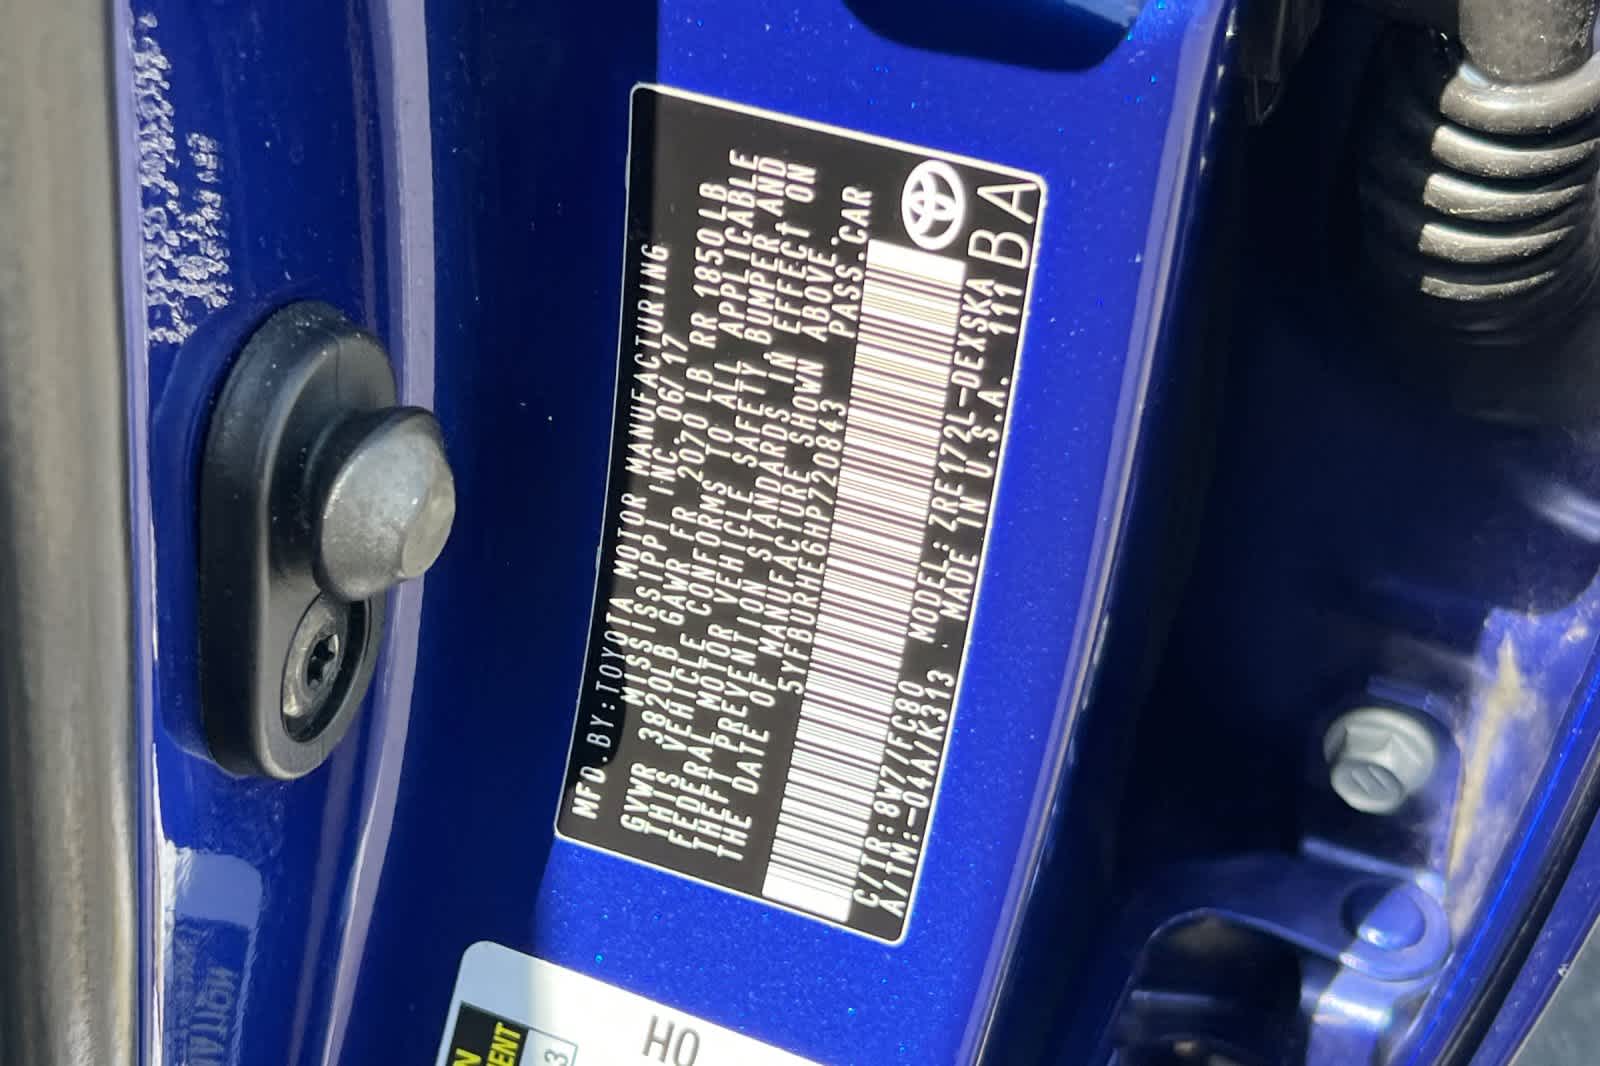 MFD.BY:TOYOTA MOTOR MANUFACTURING
MISSISSIPPI INC. 06/17
GVWR 3820LB GAWR FR 2070 LB RR 1850LB
THIS VEHICLE CONFORMS TO ALL APPLICABLE
FEDERAL MOTOR VEHICLE SAFETY, BUMPER AND
THEFT PREVENTION STANDARDS IN EFFECT ON
THE DATE OF MANUFACTURE SHOWN ABOVE.
5YFBURHE6HP720843 PASS.CAR
C/TR:8W7/FC80 MODEL:ZRE172L-DEXSKA
A/TM:-04A/K313 MADE IN U.S.A. 111 BA
HO
3